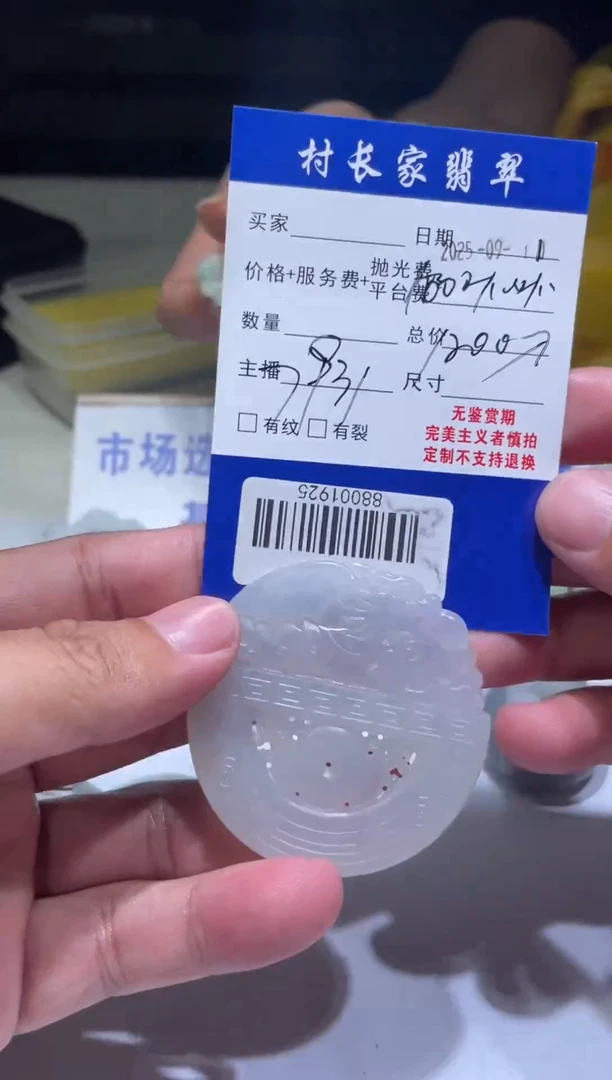 村长家翡翠
买家 日期 2025-09-
价格+服务费+抛光费平台费
数量 总价
主播 尺寸
无鉴赏期
□有纹 □有裂 完美主义者慎拍
定制不支持退换
88001925
市场选